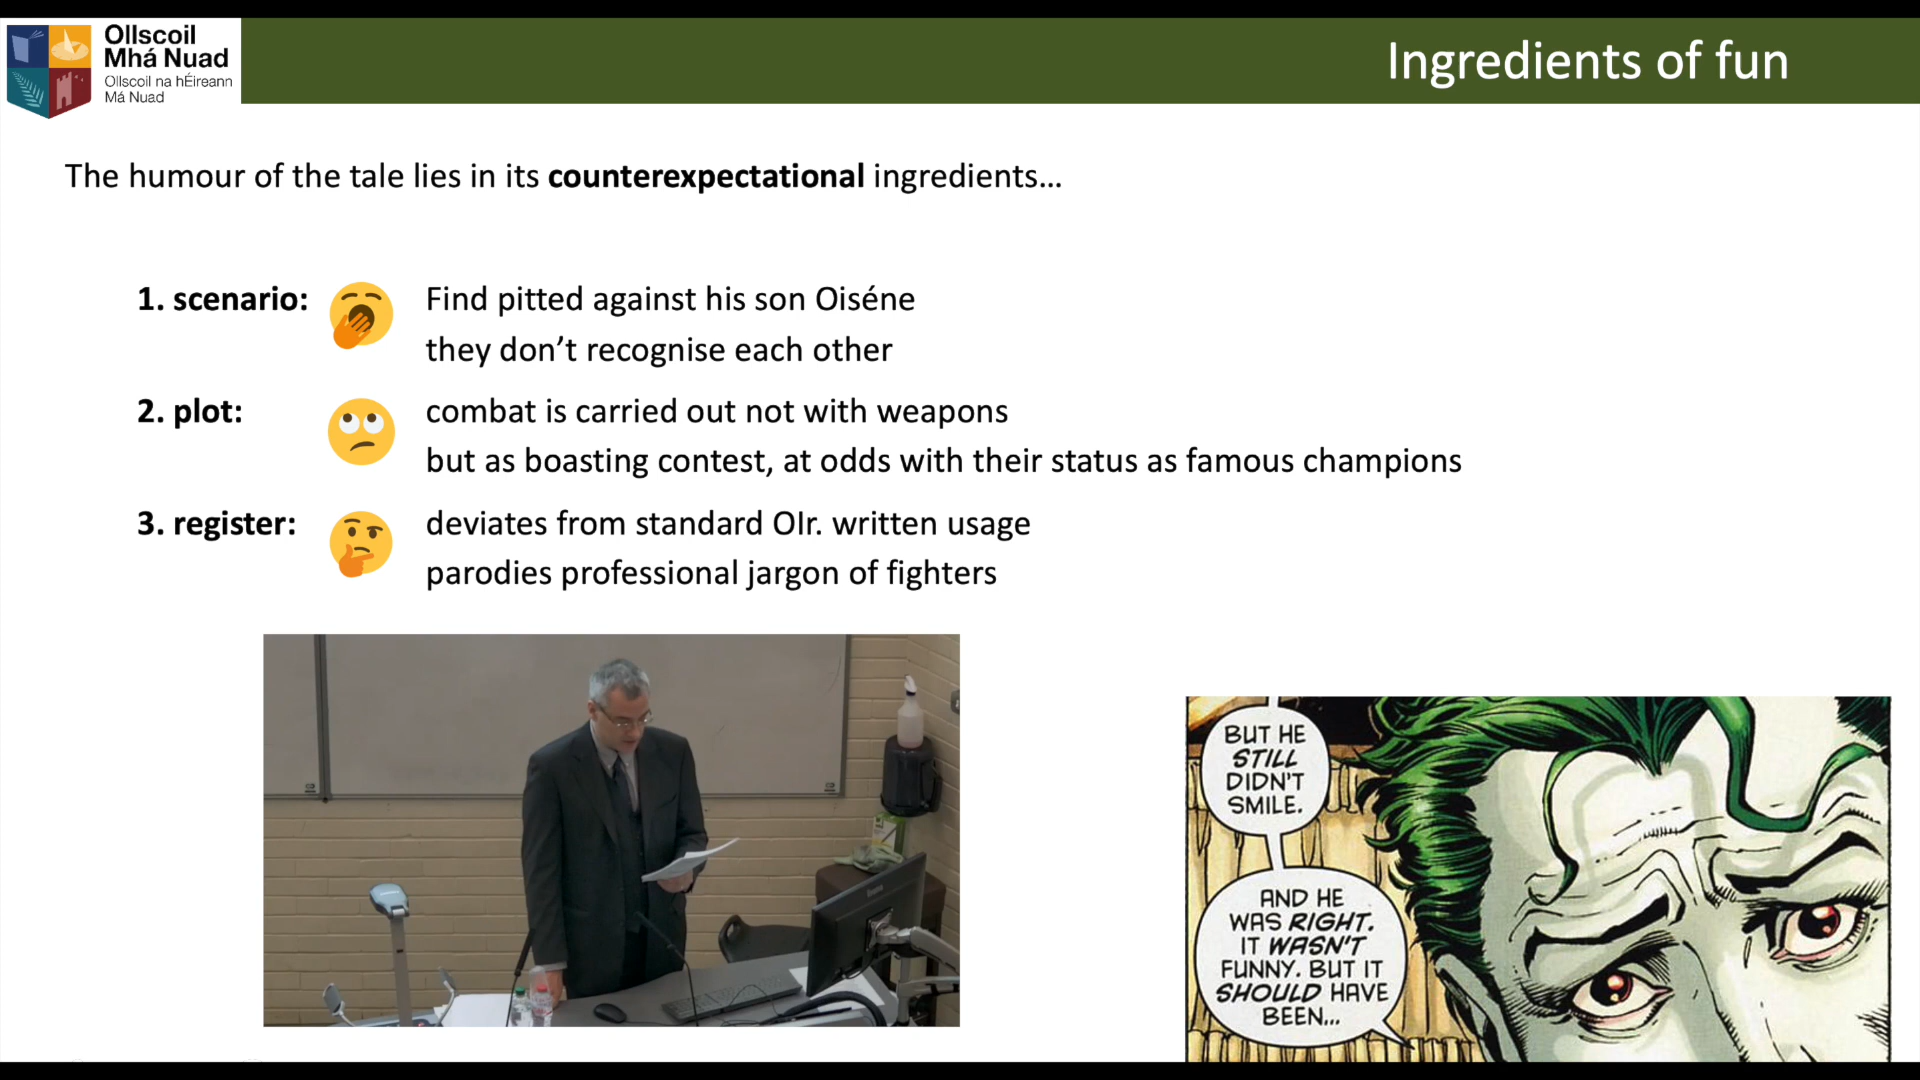 Ollscoil
Mhá Nuad
Ollscoil na hÉireann
Má Nuad
Ingredients of fun
The humour of the tale lies in its counterexpectational ingredients...
1. scenario:
Find pitted against his son Oiséne
they don't recognise each other
2. plot:
combat is carried out not with weapons
but as boasting contest, at odds with their status as famous champions
3. register:
deviates from standard OIr. written usage
parodies professional jargon of fighters
BUT HE
STILL
DIDN'T
SMILE.
AND HE
WAS RIGHT.
IT WASN'T
FUNNY. BUT IT
SHOULD HAVE
BEEN...